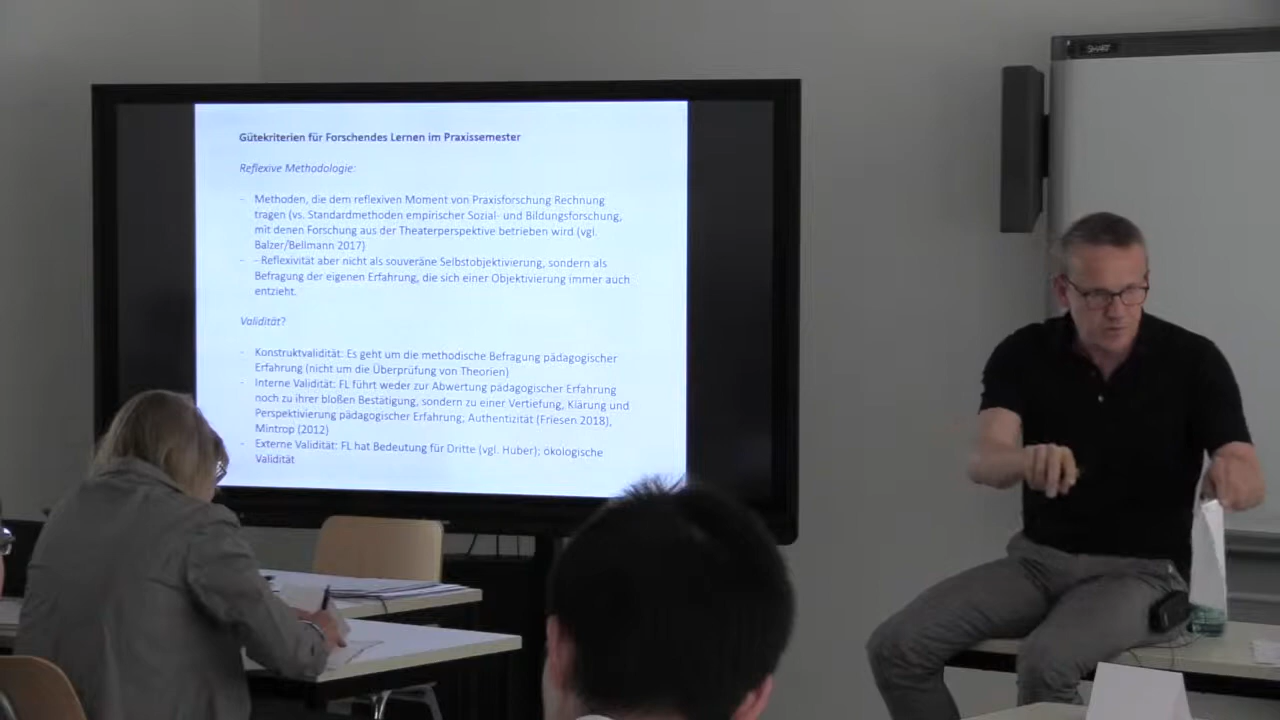 SMART
Gütekriterien für Forschendes Lernen im Praxissemester
Reflexive Methodologie:
- Methoden, die dem reflexiven Moment von Praxisforschung Rechnung
tragen (vs. Standardmethoden empirischer Sozial- und Bildungsforschung,
mit denen Forschung aus der Theaterperspektive betrieben wird (vgl.
Balzer/Bellmann 2017)
- - Reflexivität aber nicht als souveräne Selbstobjektivierung, sondern als
Befragung der eigenen Erfahrung, die sich einer Objektivierung immer auch
entzieht.
Validität?
- Konstruktvalidität: Es geht um die methodische Befragung pädagogischer
Erfahrung (nicht um die Überprüfung von Theorien)
- Interne Validität: FL führt weder zur Abwertung pädagogischer Erfahrung
noch zu ihrer bloßen Bestätigung, sondern zu einer Vertiefung, Klärung und
Perspektivierung pädagogischer Erfahrung; Authentizität (Friesen 2018),
Mintrop (2012)
- Externe Validität: FL hat Bedeutung für Dritte (vgl. Huber); ökologische
Validität